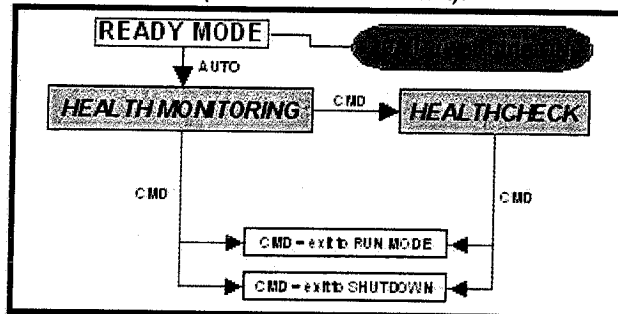 READY MODE
AUTO
HEALTH MONITORING
CMD
HEALTHCHECK
CMD
CMD
CMD = exit to RUN MODE
CMD = exit to SHUTDOWN